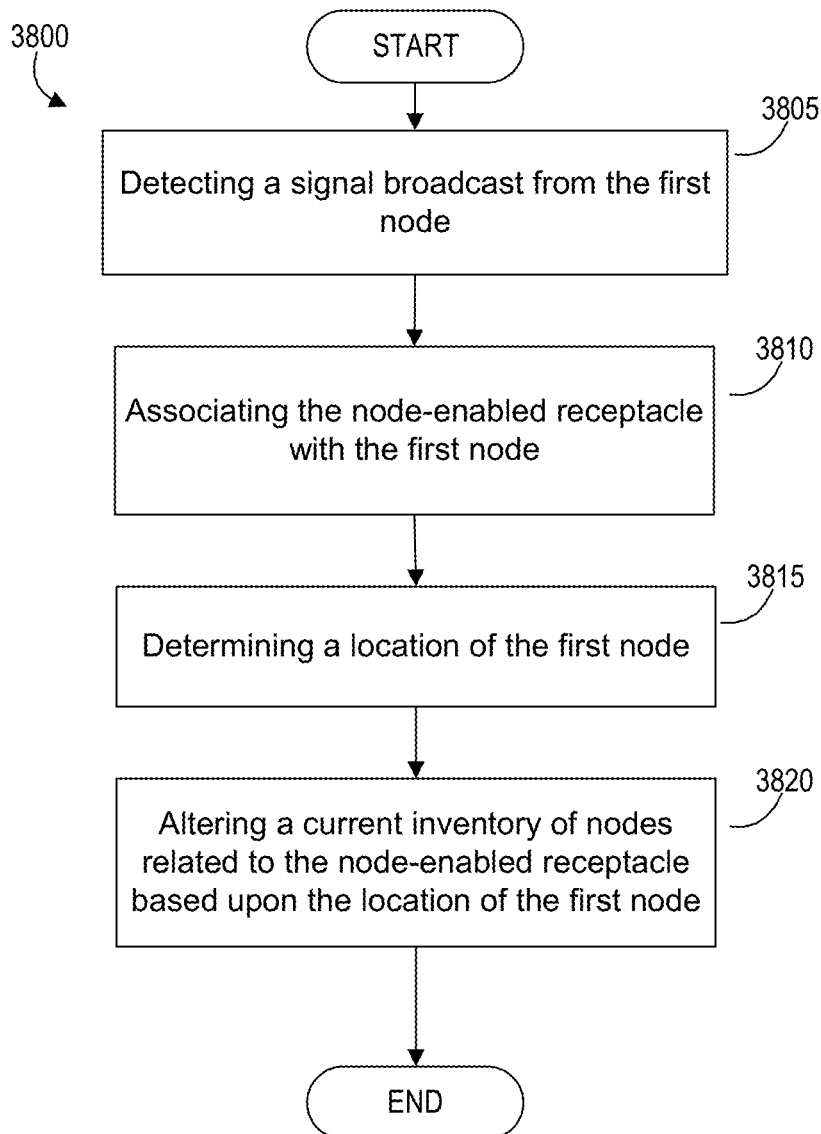 3800
START
3805
Detecting a signal broadcast from the first
node
3810
Associating the node-enabled receptacle
with the first node
3815
Determining a location of the first node
3820
Altering a current inventory of nodes
related to the node-enabled receptacle
based upon the location of the first node
END